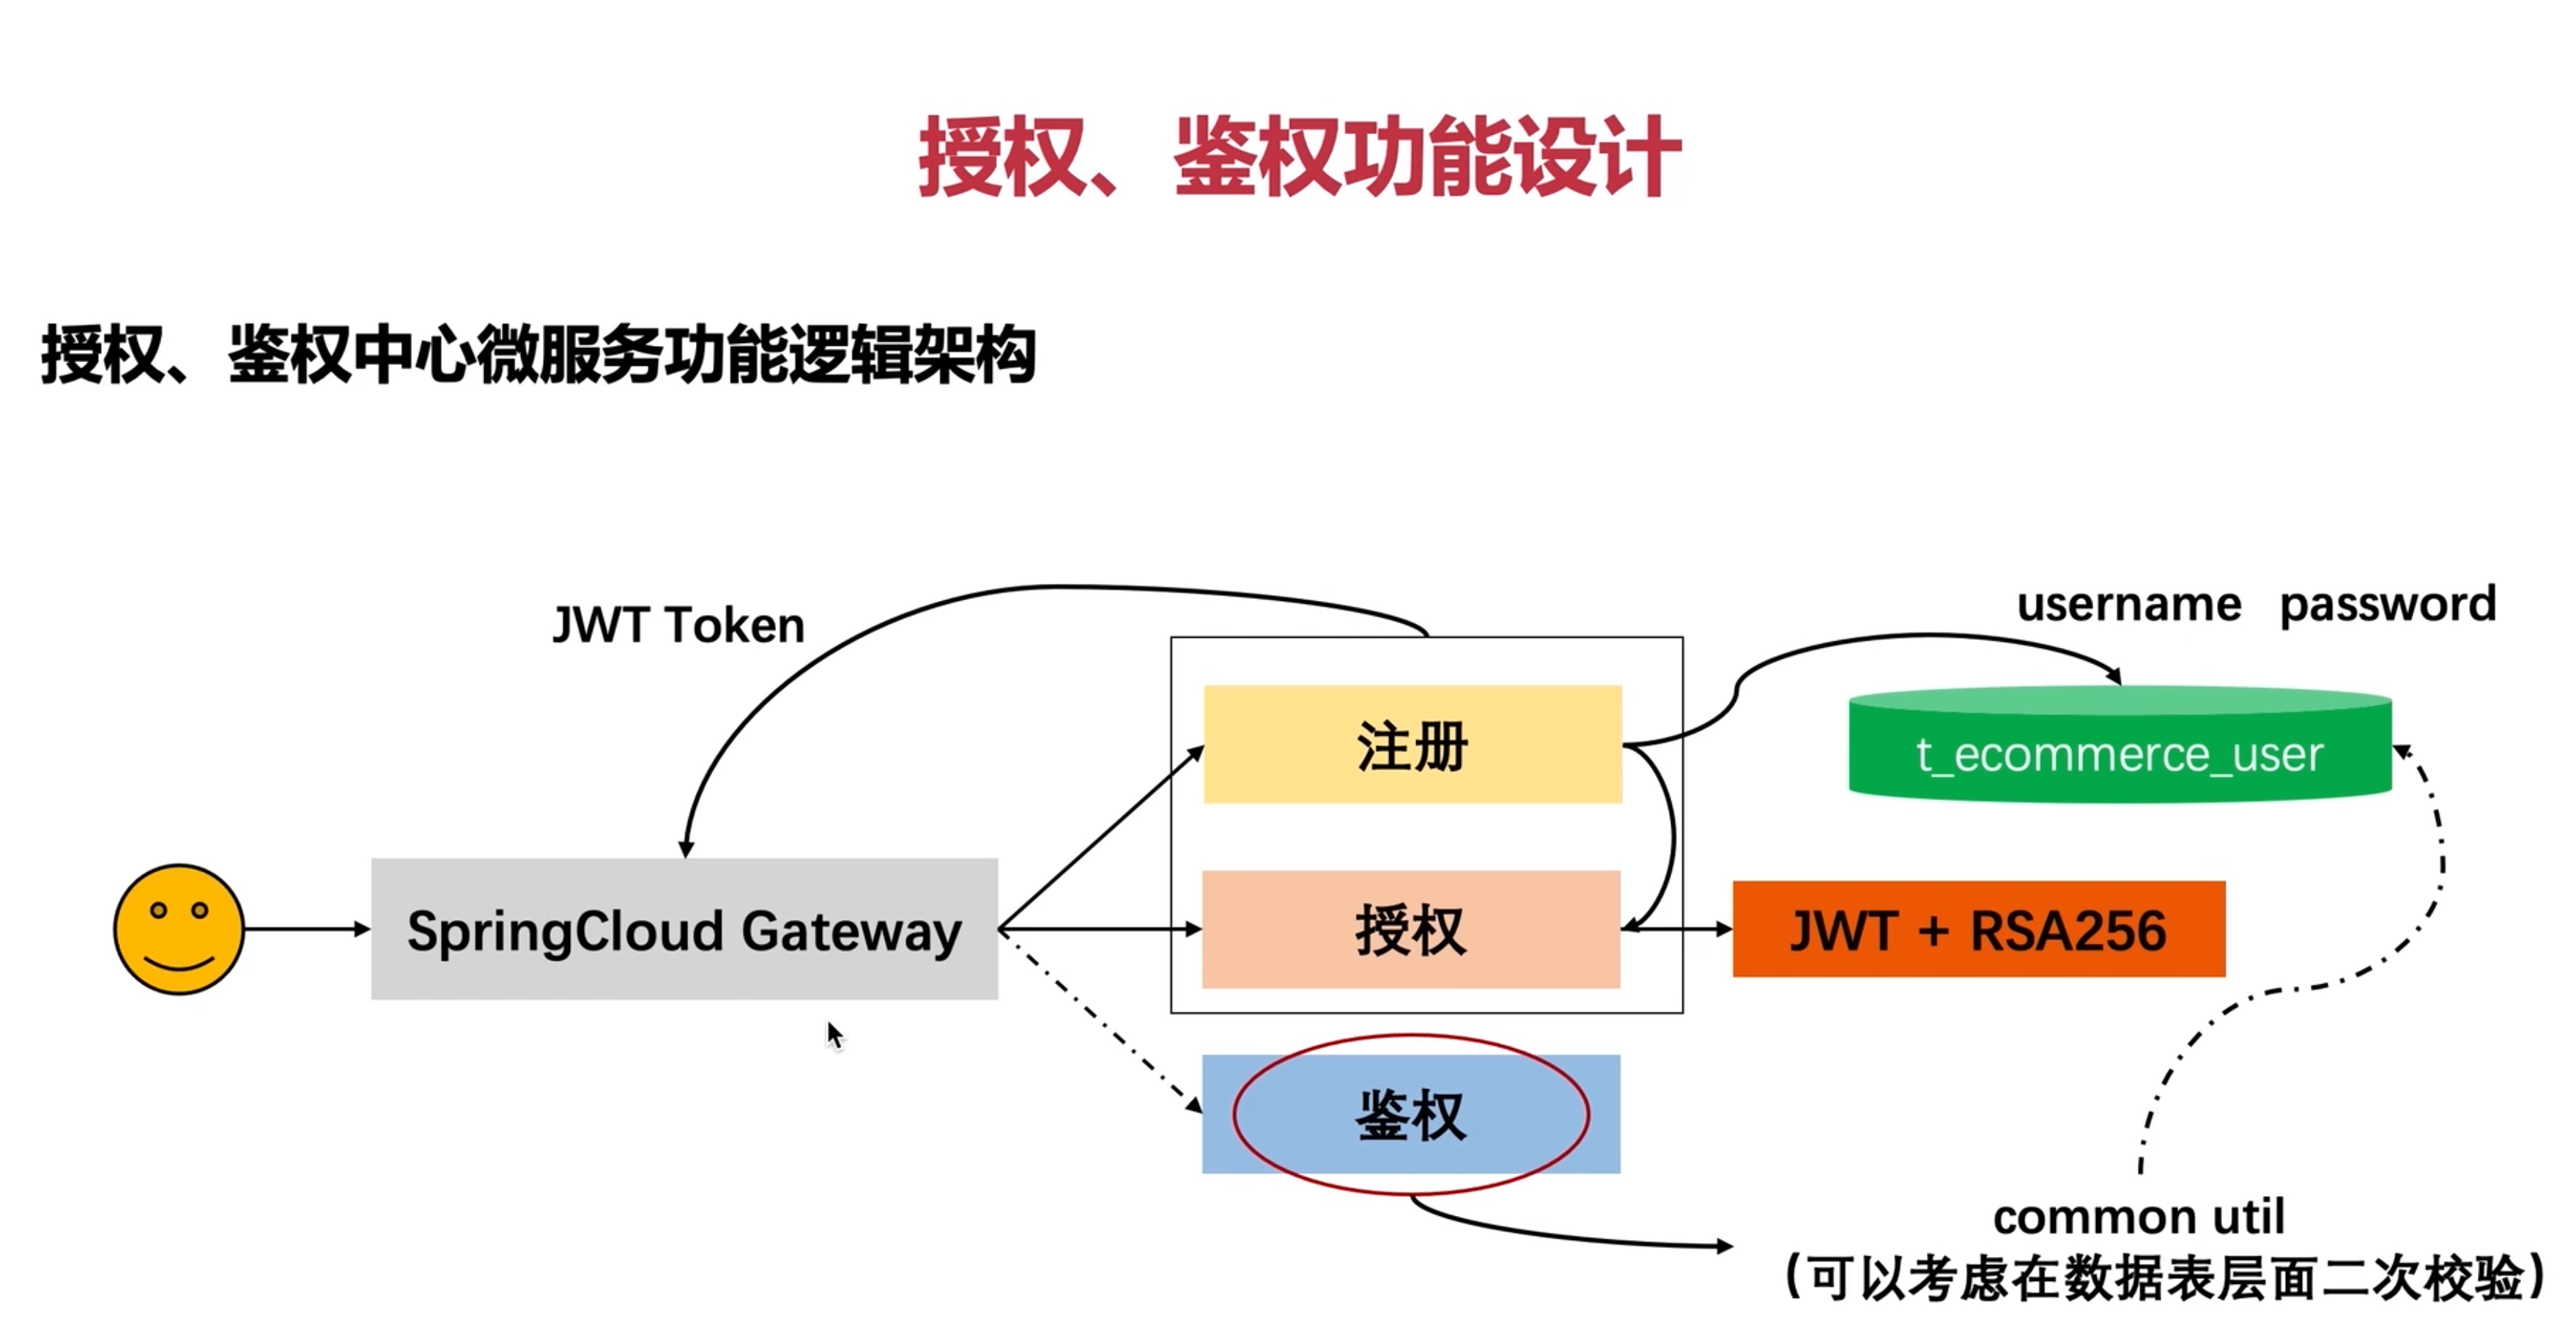 授权、鉴权功能设计
授权、鉴权中心微服务功能逻辑架构
JWT Token
username password
注册
t_ecommerce_user
SpringCloud Gateway
授权
JWT + RSA256
鉴权
common util
(可以考虑在数据表层面二次校验)